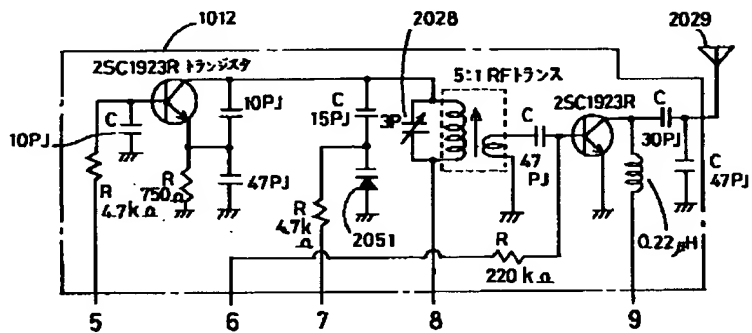 1012
2028
2029
2SC1923R トランジスタ
5:1 RFトランス
2SC1923R
C
10PJ
C
15PJ
3P
C
47
PJ
C
30PJ
C
47PJ
C
10PJ
R
4.7kΩ
R
750Ω
47PJ
R
4.7k
Ω
2051
R
220kΩ
0.22μH
5
6
7
8
9